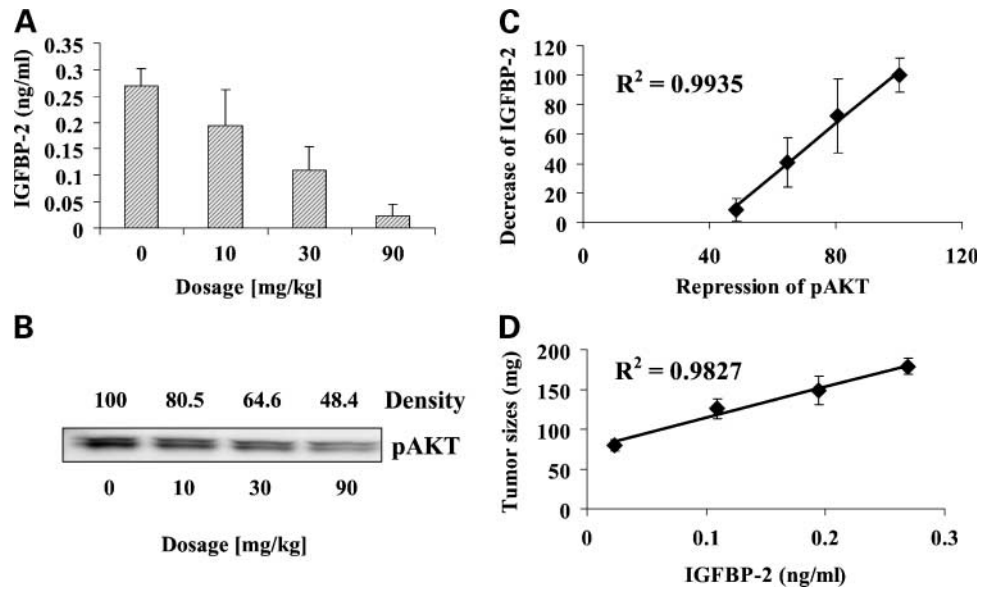 A
IGFBP-2 (ng/ml)
0.35
0.3
0.25
0.2
0.15
0.1
0.05
0
0 10 30 90
Dosage [mg/kg]
B
100 80.5 64.6 48.4 Density
pAKT
0 10 30 90
Dosage [mg/kg]
C
Decrease of IGFBP-2
120
100
80
60
40
20
0
R² = 0.9935
0 40 80 120
Repression of pAKT
D
Tumor sizes (mg)
200
150
100
50
0
R² = 0.9827
0 0.1 0.2 0.3
IGFBP-2 (ng/ml)